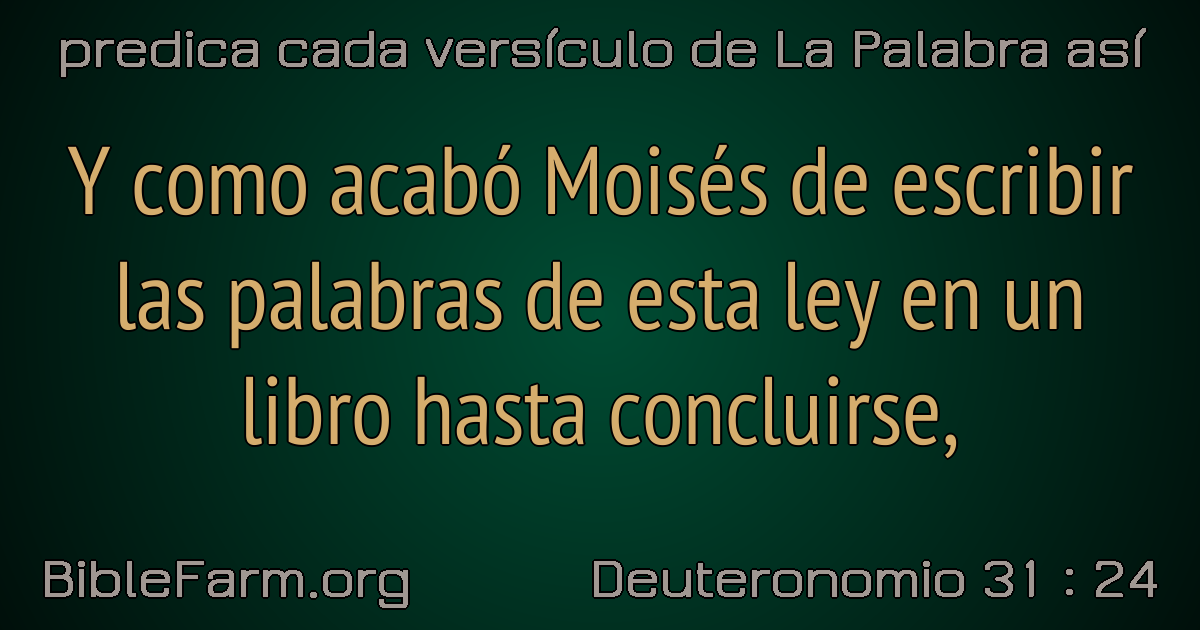 predica cada versículo de La Palabra así
Y como acabó Moisés de escribir
las palabras de esta ley en un
libro hasta concluirse,
BibleFarm.org
Deuteronomio 31 : 24